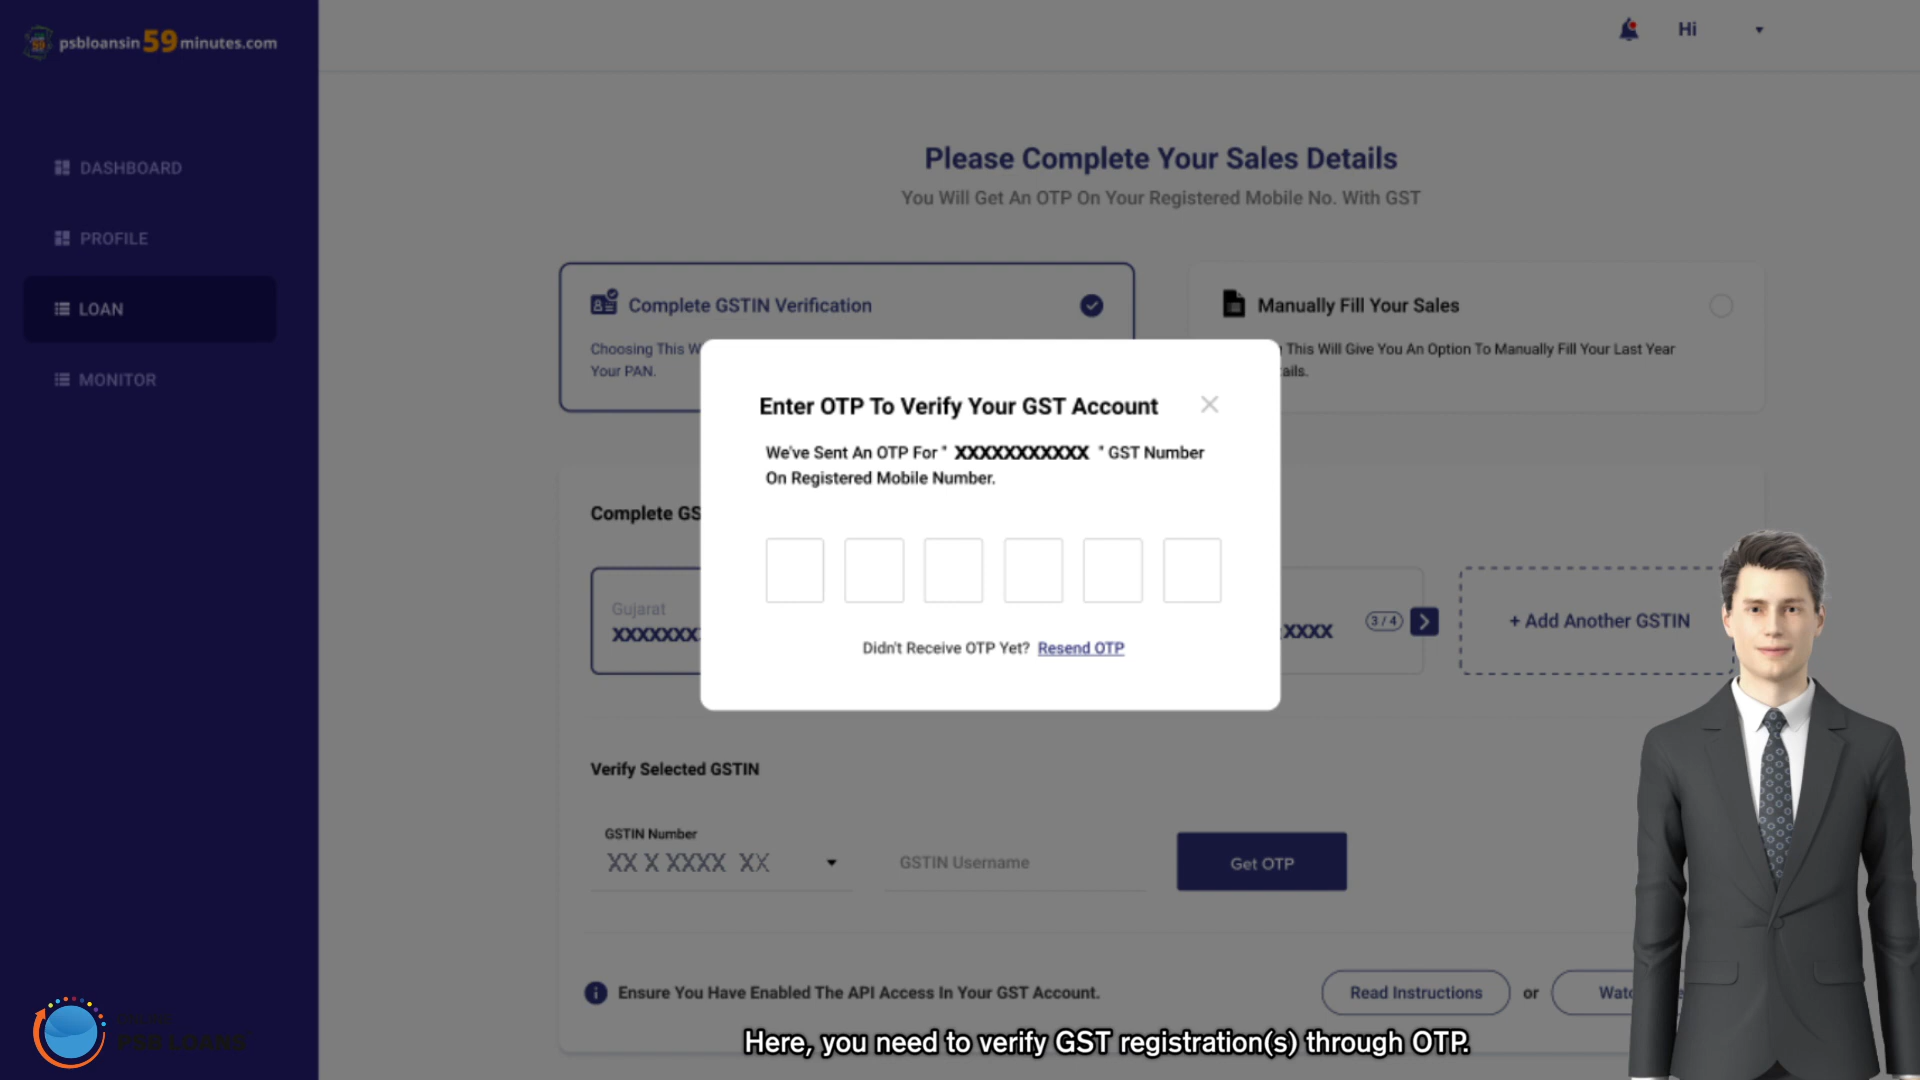 psbloansin59minutes.com
Hi
DASHBOARD
PROFILE
LOAN
MONITOR
Please Complete Your Sales Details
You Will Get An OTP On Your Registered Mobile No. With GST
Complete GSTIN Verification
Choosing This W
Your PAN.
Manually Fill Your Sales
This Will Give You An Option To Manually Fill Your Last Year
ails.
Enter OTP To Verify Your GST Account
We've Sent An OTP For " XXXXXXXXXXX " GST Number
On Registered Mobile Number.
Didn't Receive OTP Yet? Resend OTP
Complete GS
Gujarat
XXXXXXX
XXXX
3 / 4
+ Add Another GSTIN
Verify Selected GSTIN
GSTIN Number
XX X XXXX XX
GSTIN Username
Get OTP
Ensure You Have Enabled The API Access In Your GST Account.
Read Instructions
or
Watc
PSB LOANS
Here, you need to verify GST registration(s) through OTP.